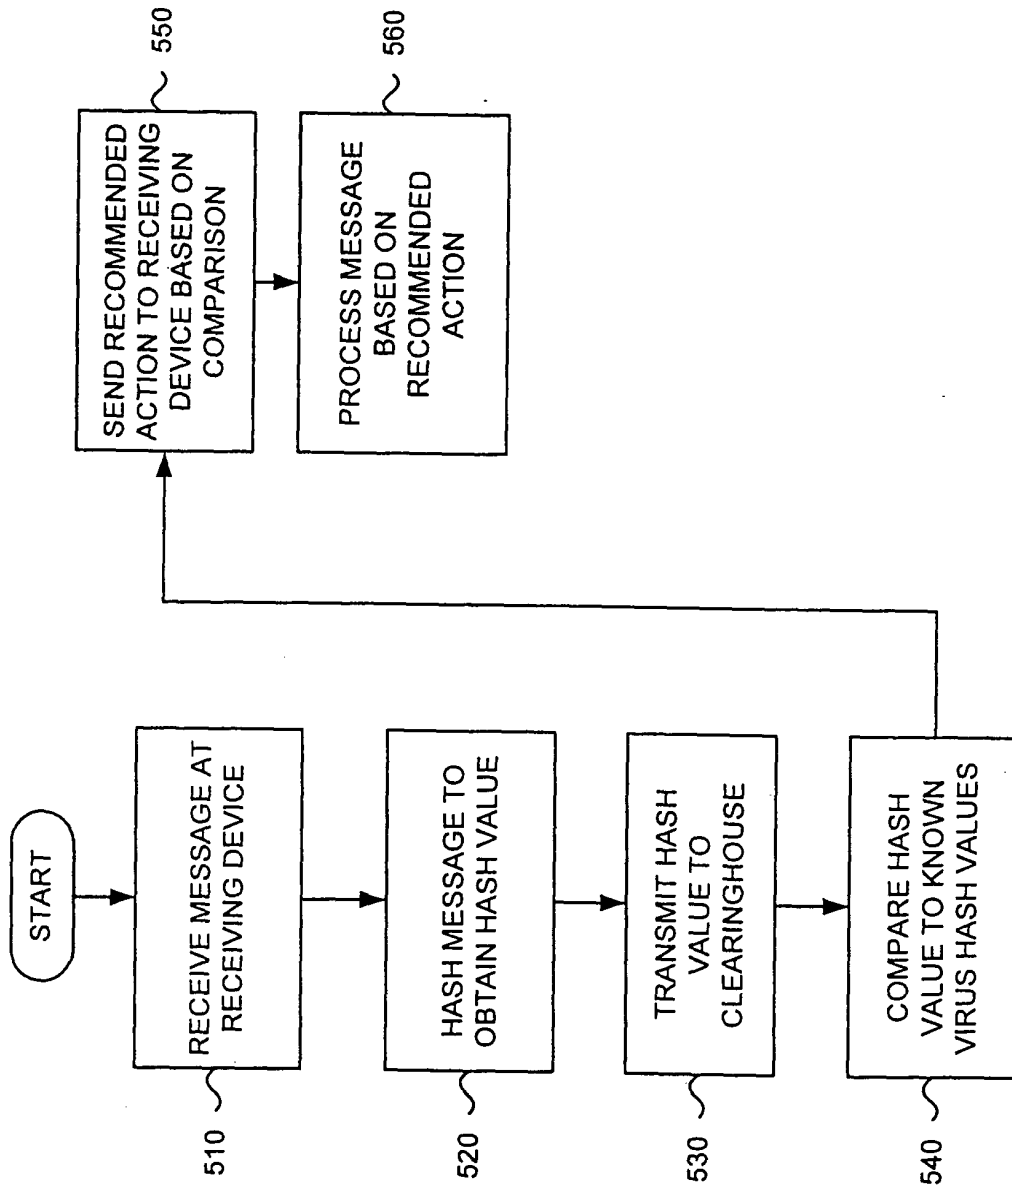 START
RECEIVE MESSAGE AT
RECEIVING DEVICE
510
HASH MESSAGE TO
OBTAIN HASH VALUE
520
TRANSMIT HASH
VALUE TO
CLEARINGHOUSE
530
COMPARE HASH
VALUE TO KNOWN
VIRUS HASH VALUES
540
SEND RECOMMENDED
ACTION TO RECEIVING
DEVICE BASED ON
COMPARISON
550
PROCESS MESSAGE
BASED ON
RECOMMENDED
ACTION
560